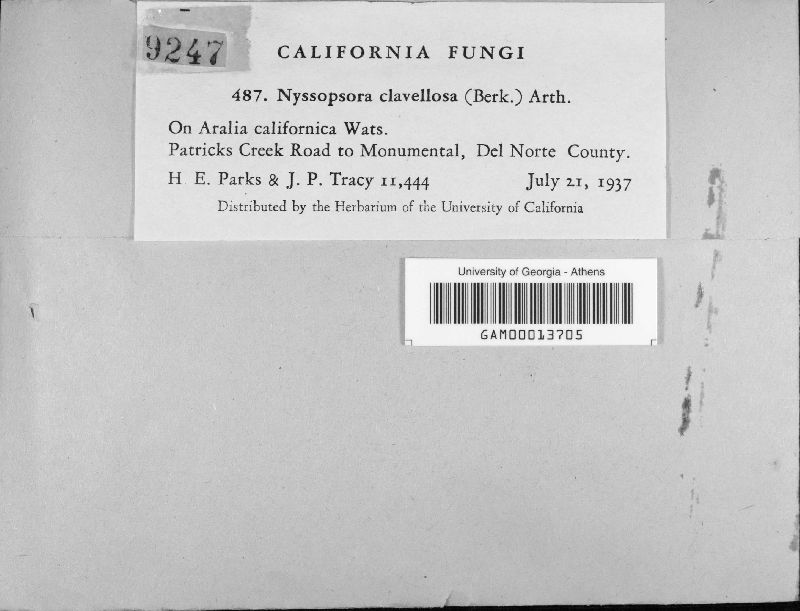 9247
CALIFORNIA FUNGI
487. Nyssopsora clavellosa (Berk.) Arth.
On Aralia californica Wats.
Patricks Creek Road to Monumental, Del Norte County.
H. E. Parks & J. P. Tracy 11,444 July 21, 1937
Distributed by the Herbarium of the University of California
University of Georgia - Athens
GAM00013705